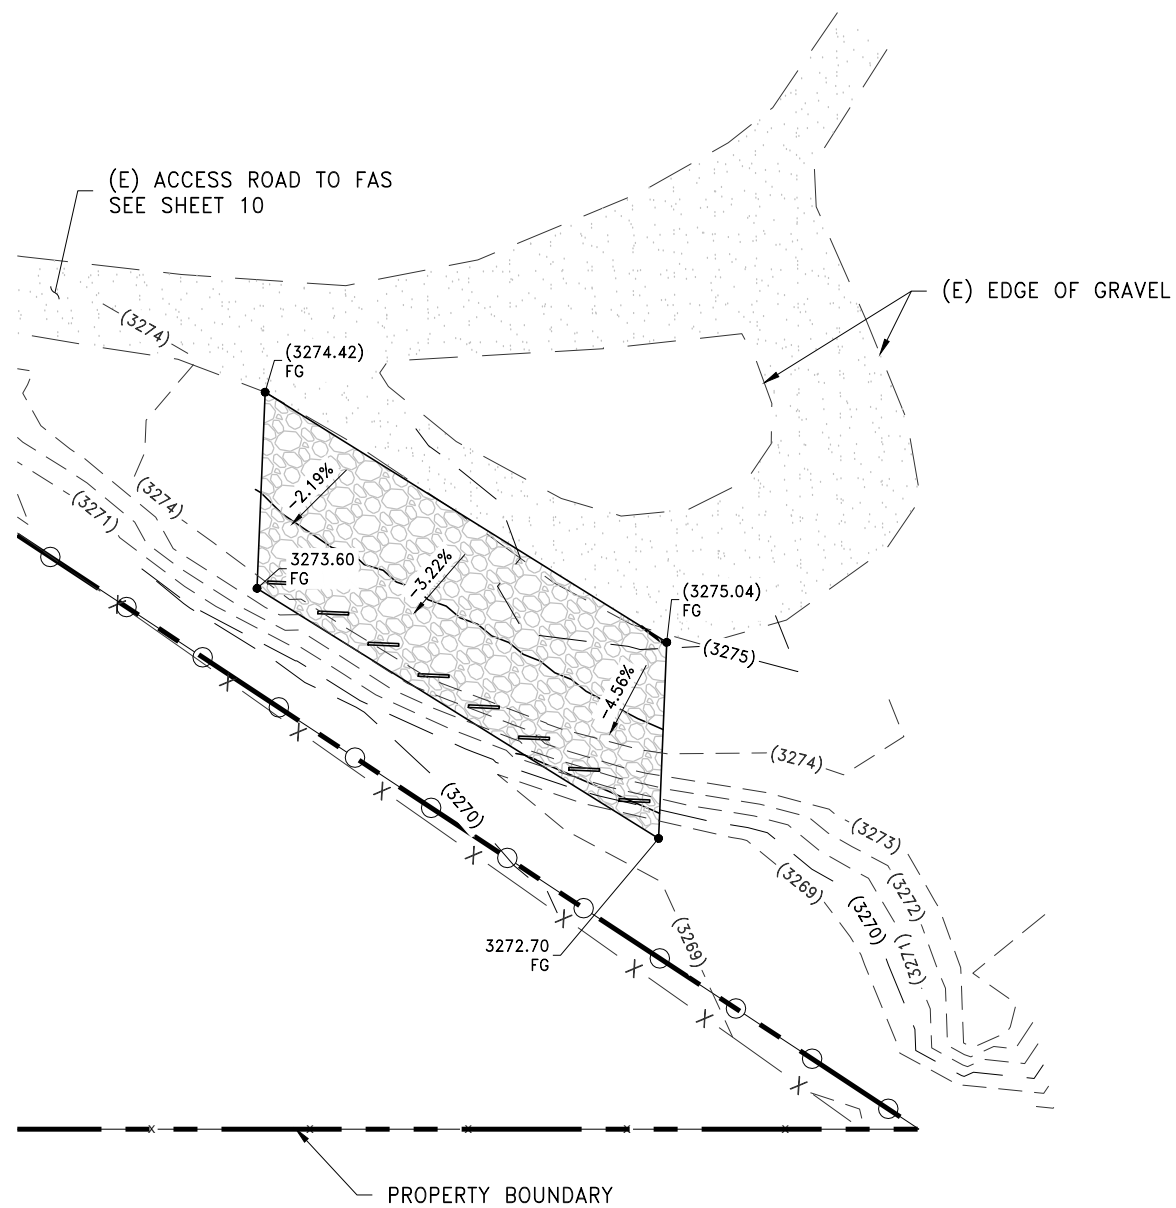 (E) ACCESS ROAD TO FAS
SEE SHEET 10
(E) EDGE OF GRAVEL
(3274)
(3274.42)
FG
-2.19%
(3274)
(3271)
3273.60
FG
-3.22%
(3275.04)
FG
(3275)
-4.56%
(3274)
(3270)
(3273)
(3269)
(3272)
(3270)
(3271)
(3269)
3272.70
FG
PROPERTY BOUNDARY